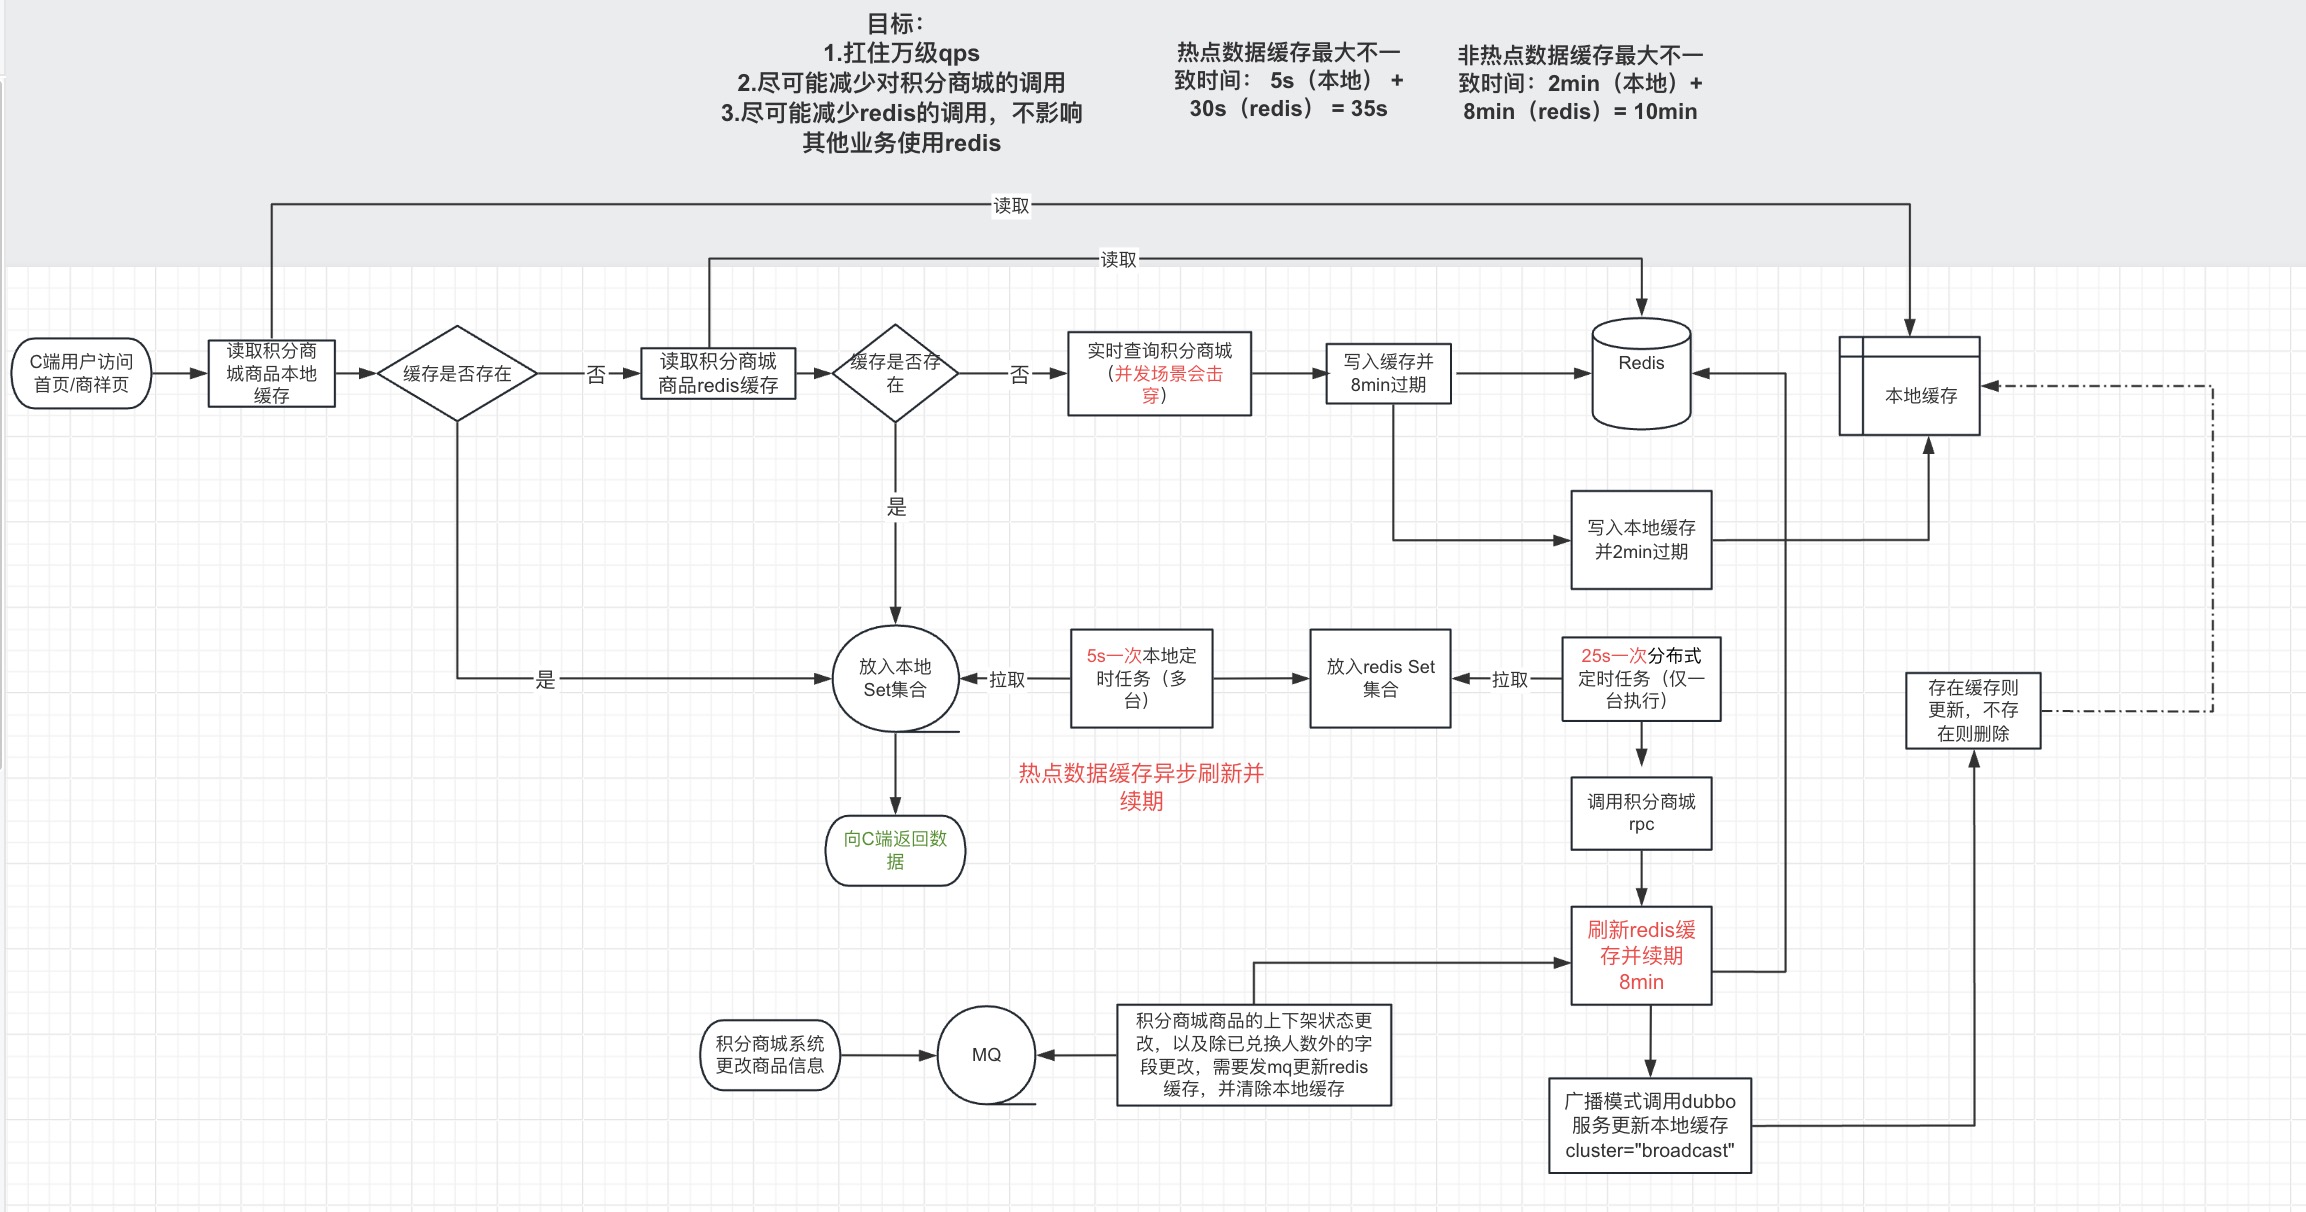 目标：
1.扛住万级qps
2.尽可能减少对积分商城的调用
3.尽可能减少redis的调用，不影响
其他业务使用redis
热点数据缓存最大不一
致时间： 5s（本地） +
30s（redis） = 35s
非热点数据缓存最大不一
致时间：2min（本地）+
8min（redis）= 10min
读取
读取
C端用户访问
首页/商祥页
读取积分商
城商品本地
缓存
缓存是否存在
否
读取积分商城
商品redis缓存
缓存是否存
在
否
实时查询积分商城
（并发场景会击
穿）
写入缓存并
8min过期
Redis
本地缓存
是
写入本地缓存
并2min过期
是
放入本地
Set集合
拉取
5s一次本地定
时任务（多
台）
放入redis Set
集合
拉取
25s一次分布式
定时任务（仅一
台执行）
存在缓存则
更新，不存
在则删除
热点数据缓存异步刷新并
续期
调用积分商城
rpc
向C端返回数
据
刷新redis缓
存并续期
8min
积分商城系统
更改商品信息
MQ
积分商城商品的上下架状态更
改，以及除已兑换人数外的字
段更改，需要发mq更新redis
缓存，并清除本地缓存
广播模式调用dubbo
服务更新本地缓存
cluster="broadcast"